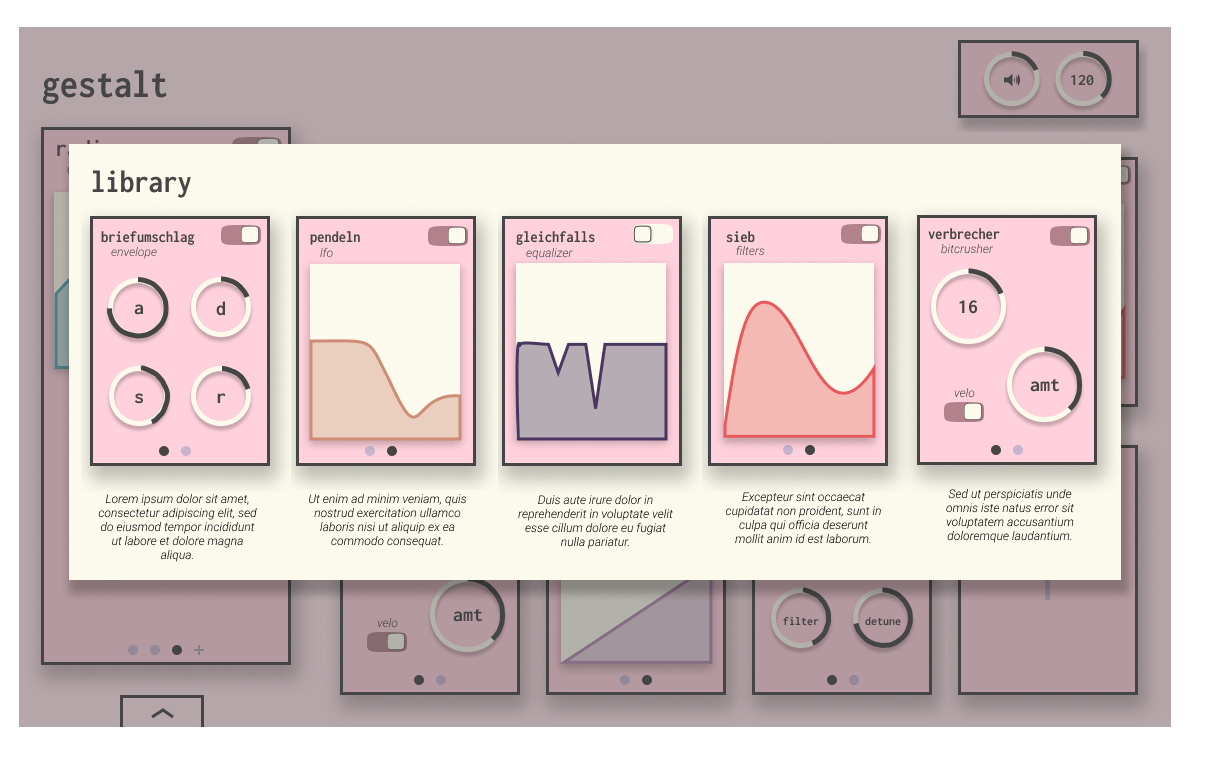 gestalt
120
library
briefumschlag
envelope
a
d
s
r
Lorem ipsum dolor sit amet,
consectetur adipiscing elit, sed
do eiusmod tempor incididunt
ut labore et dolore magna
aliqua.
pendeln
lfo
Ut enim ad minim veniam, quis
nostrud exercitation ullamco
laboris nisi ut aliquip ex ea
commodo consequat.
gleichfalls
equalizer
Duis aute irure dolor in
reprehenderit in voluptate velit
esse cillum dolore eu fugiat
nulla pariatur.
sieb
filters
Excepteur sint occaecat
cupidatat non proident, sunt in
culpa qui officia deserunt
mollit anim id est laborum.
verbrecher
bitcrusher
16
amt
velo
Sed ut perspiciatis unde
omnis iste natus error sit
voluptatem accusantium
doloremque laudantium.
velo
amt
filter
detune
+